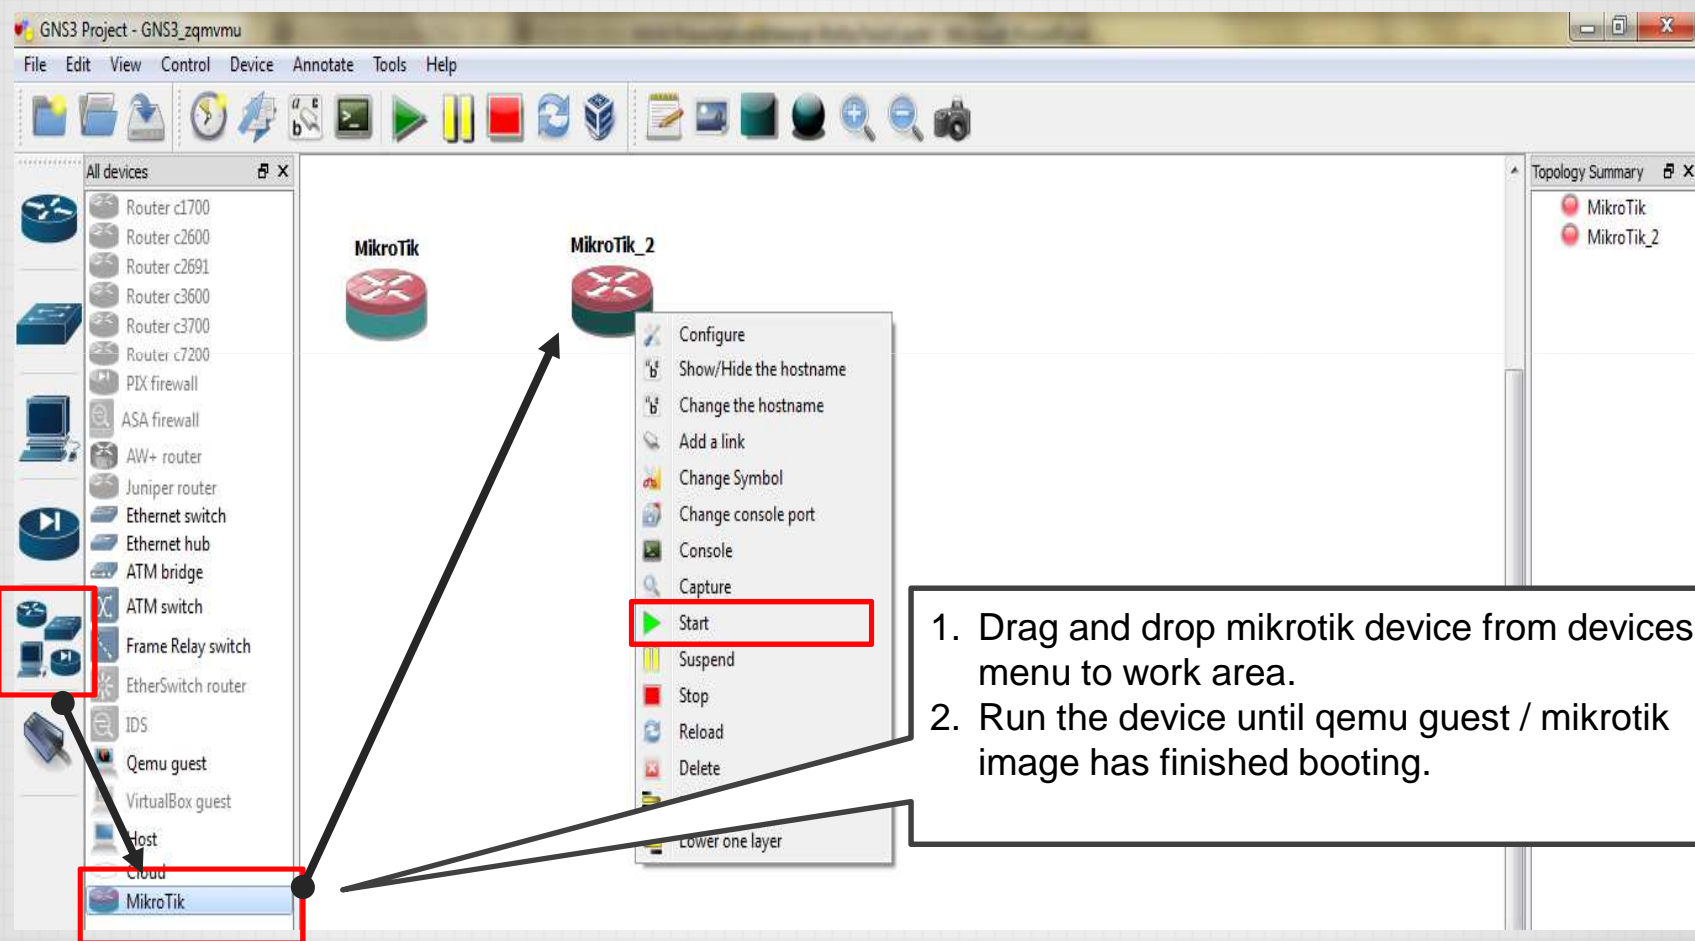 GNS3 Project - GNS3_zqmvmu
File Edit View Control Device Annotate Tools Help
All devices
Router c1700
Router c2600
Router c2691
Router c3600
Router c3700
Router c7200
PIX firewall
ASA firewall
AW+ router
Juniper router
Ethernet switch
Ethernet hub
ATM bridge
ATM switch
Frame Relay switch
EtherSwitch router
IDS
Qemu guest
VirtualBox guest
Host
Cloud
MikroTik
MikroTik
MikroTik_2
Configure
Show/Hide the hostname
Change the hostname
Add a link
Change Symbol
Change console port
Console
Capture
Start
Suspend
Stop
Reload
Delete
Lower one layer
1. Drag and drop mikrotik device from devices
menu to work area.
2. Run the device until qemu guest / mikrotik
image has finished booting.
Topology Summary
MikroTik
MikroTik_2